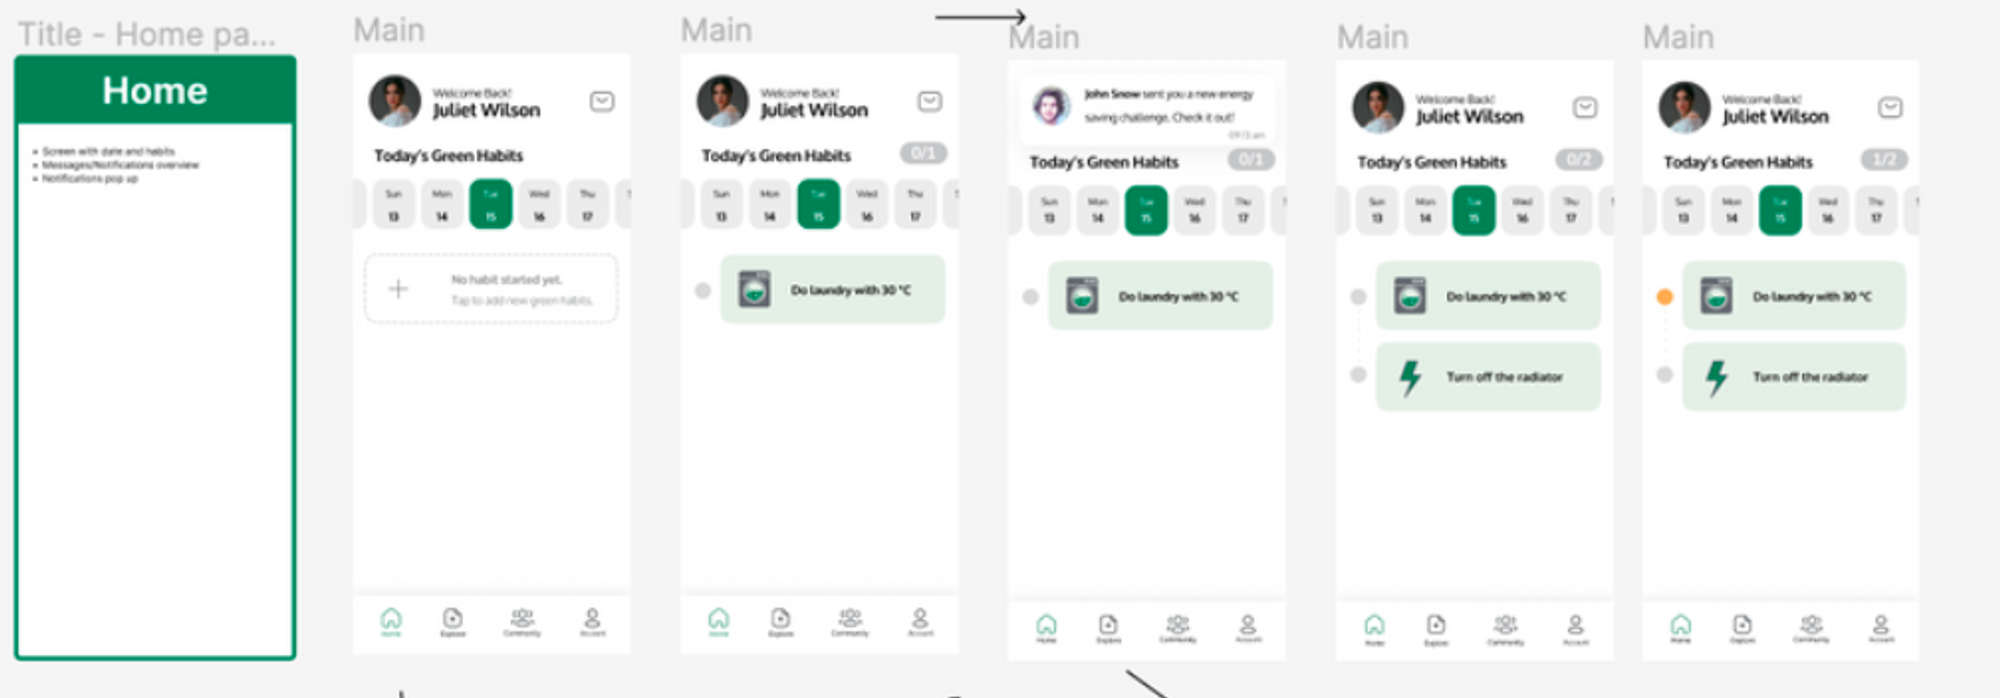 Title - Home pa...
Home
Screen with date and habits
Messages/Notifications overview
Notifications pop up
Main
Welcome Back!
Juliet Wilson
Today's Green Habits
Sun Mon Tue Wed Thu
13 14 15 16 17
No habit started yet.
Tap to add new green habits.
Home Explore Community Account
Main
Welcome Back!
Juliet Wilson
Today's Green Habits 0/1
Sun Mon Tue Wed Thu
13 14 15 16 17
Do laundry with 30 °C
Home Explore Community Account
Main
John Snow sent you a new energy
saving challenge. Check it out!
09:13 am
Today's Green Habits 0/1
Sun Mon Tue Wed Thu
13 14 15 16 17
Do laundry with 30 °C
Home Explore Community Account
Main
Welcome Back!
Juliet Wilson
Today's Green Habits 0/2
Sun Mon Tue Wed Thu
13 14 15 16 17
Do laundry with 30 °C
Turn off the radiator
Home Explore Community Account
Main
Welcome Back!
Juliet Wilson
Today's Green Habits 1/2
Sun Mon Tue Wed Thu
13 14 15 16 17
Do laundry with 30 °C
Turn off the radiator
Home Explore Community Account